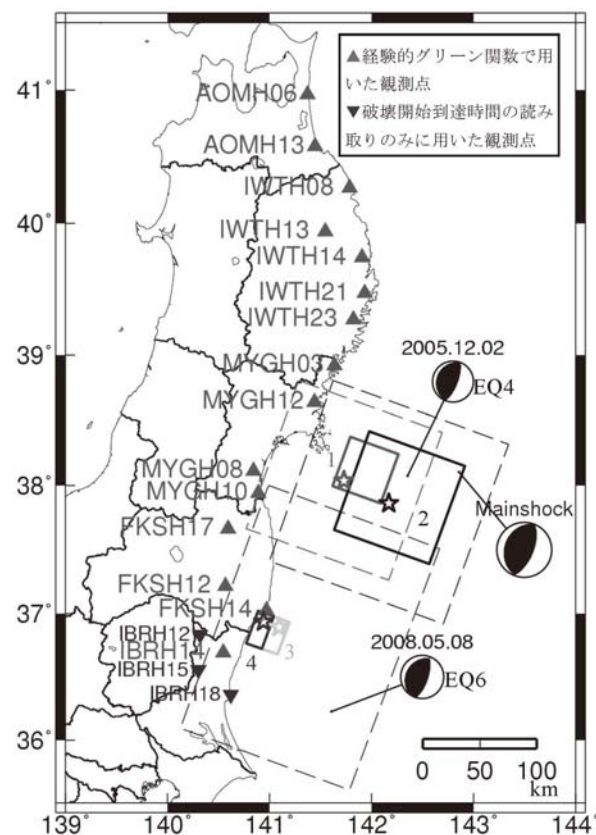 ▲経験的グリーン関数で用
いた観測点
▼破壊開始到達時間の読み
取りのみに用いた観測点
41°
AOMH06
AOMH13
IWTH08
40°
IWTH13
IWTH14
IWTH21
IWTH23
39°
MYGH03
2005.12.02
EQ4
MYGH12
1
MYGH08
38°
MYGH10
2
Mainshock
FKSH17
FKSH12
37°
FKSH14
IBRH12
IBRH14
4
3
2008.05.08
IBRH15
EQ6
IBRH18
36°
0 50 100
km
139° 140° 141° 142° 143° 144°